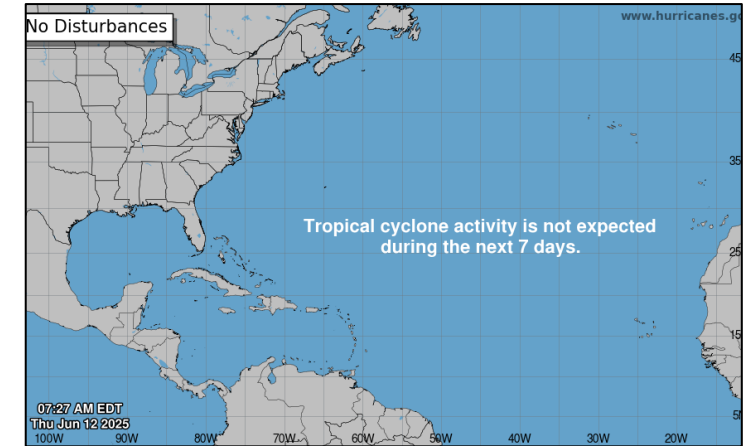 No Disturbances
www.hurricanes.go
45
35
Tropical cyclone activity is not expected
during the next 7 days.
25
15
07:27 AM EDT
Thu Jun 12 2025
5
100W 90W 80W 70W 60W 50W 40W 30W 20W